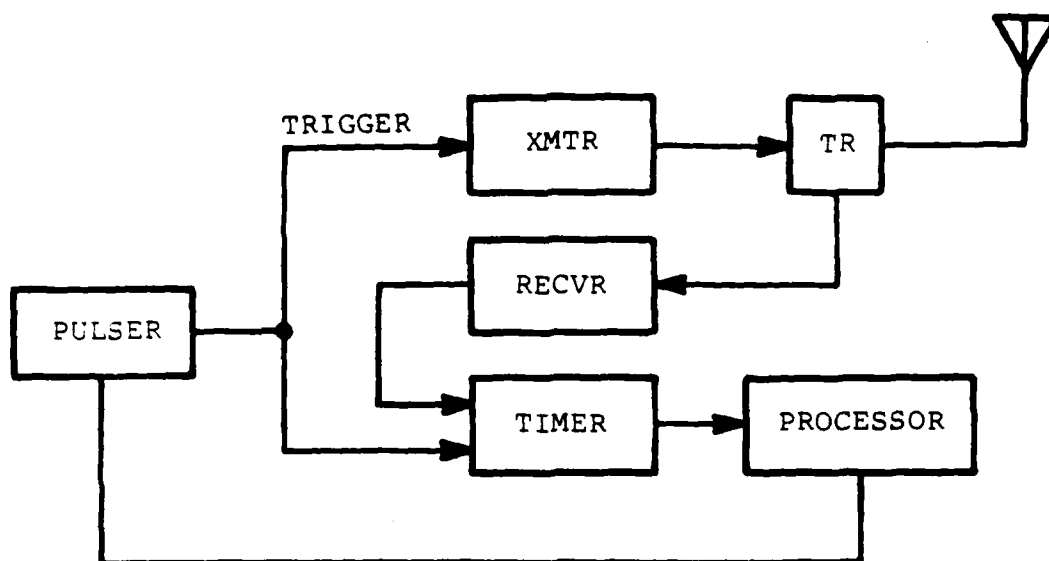 TRIGGER
XMTR
TR
RECVR
PULSER
TIMER
PROCESSOR